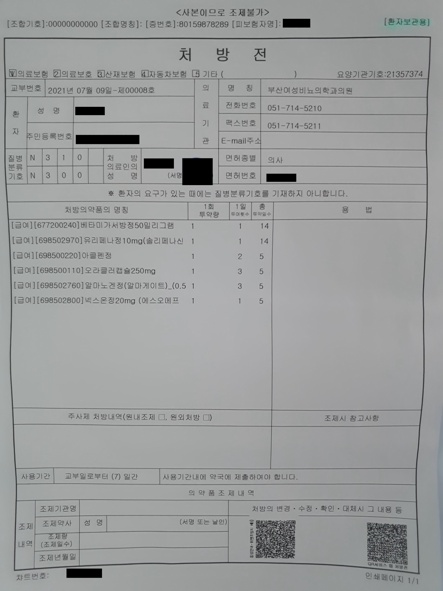 <사본이므로 조제불가>
[조합기호]:00000000000 [조합명칭]: [증번호]:80159878289 [피보험자명]:
[환자보관용]
처 방 전
1 의료보험 2 의료보호 3 산재보험 4 자동차보험 5 기타 ( ) 요양기관기호:21357374
교부번호 2021년 07월 09일-제00008호
환자 성 명
주민등록번호
의료기관
명 칭 부산여성비뇨의학과의원
전화번호 051-714-5210
팩스번호 051-714-5211
E-mail주소
질병분류기호 N 3 1 0
N 3 0 0
처 방 의료인의 성 명 (서명
면허종별 의사
면허번호
※ 환자의 요구가 있는 때에는 질병분류기호를 기재하지 아니합니다.
처방의약품의 명칭 1회 투약량 1일 투여횟수 총 투약일수 용 법
[급여][677200240]베타미가서방정50밀리그램 1 1 14
[급여][698502970]유리페나정10mg(솔리페나신 1 1 14
[급여][698500220]아클펜정 1 2 5
[급여][698500110]오라클러캡슐250mg 1 3 5
[급여][698502760]알마노겐정(알마게이트)_(0.5 1 3 5
[급여][698502800]넥스온정20mg (에스오메프 1 1 5
주사제 처방내역(원내조제 □, 원외처방 □) 조제시 참고사항
사용기간 교부일로부터 (7) 일간 사용기간내에 약국에 제출하여야 합니다.
의 약 품 조 제 내 역
조제내역
조제기관명
조제약사 성 명 (서명 또는 날인)
조제량 (조제일수)
조제년월일
처방의 변경·수정·확인·대체시 그 내용 등
차트번호:
인쇄페이지 1/1